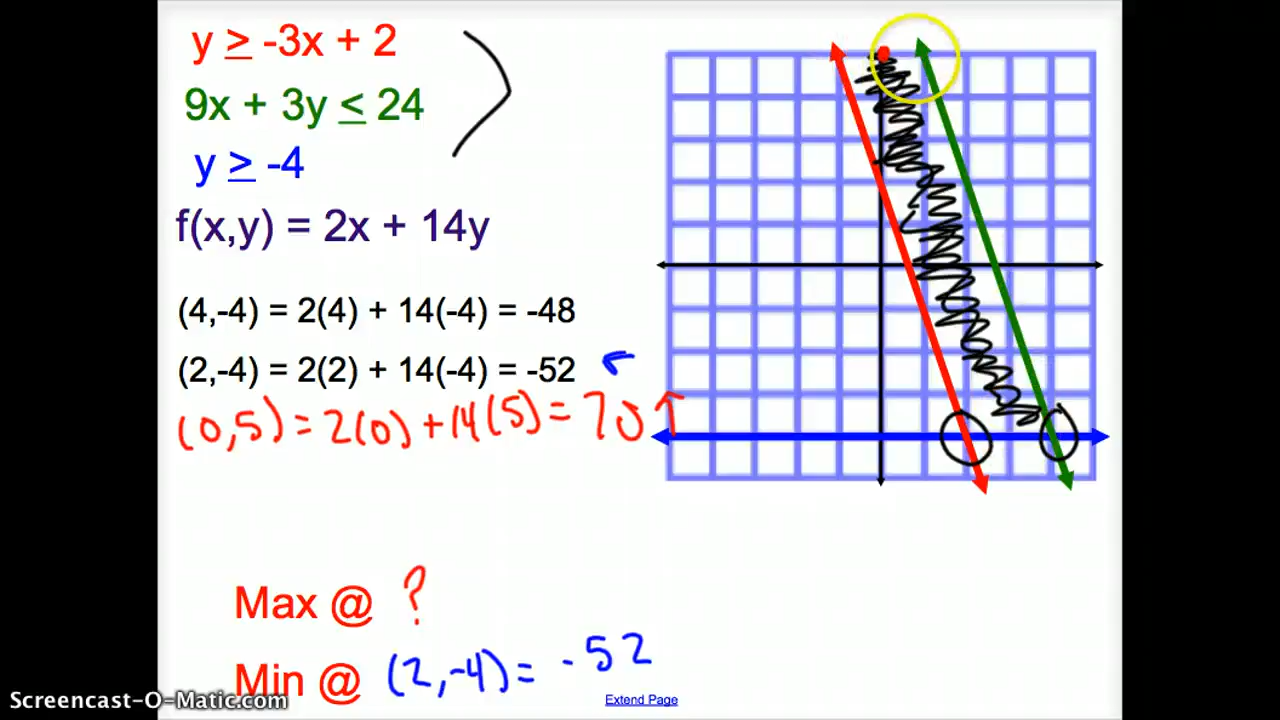 y ≥ -3x + 2
9x + 3y ≤ 24
y ≥ -4
f(x,y) = 2x + 14y
(4,-4) = 2(4) + 14(-4) = -48
(2,-4) = 2(2) + 14(-4) = -52
(0,5) = 2(0) + 14(5) = 70 ↑
Max @ ?
Min @ (2,-4) = -52
Screencast-O-Matic.com
Extend Page